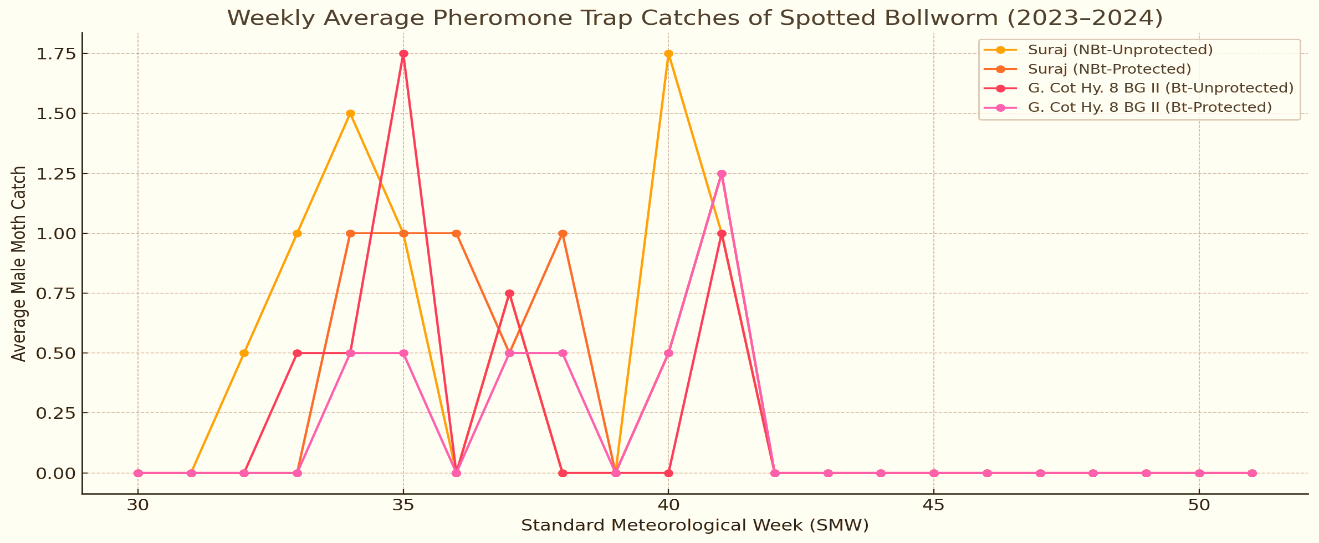 Weekly Average Pheromone Trap Catches of Spotted Bollworm (2023–2024)
Suraj (NBt-Unprotected)
Suraj (NBt-Protected)
G. Cot Hy. 8 BG II (Bt-Unprotected)
G. Cot Hy. 8 BG II (Bt-Protected)
Average Male Moth Catch
1.75
1.50
1.25
1.00
0.75
0.50
0.25
0.00
30 35 40 45 50
Standard Meteorological Week (SMW)